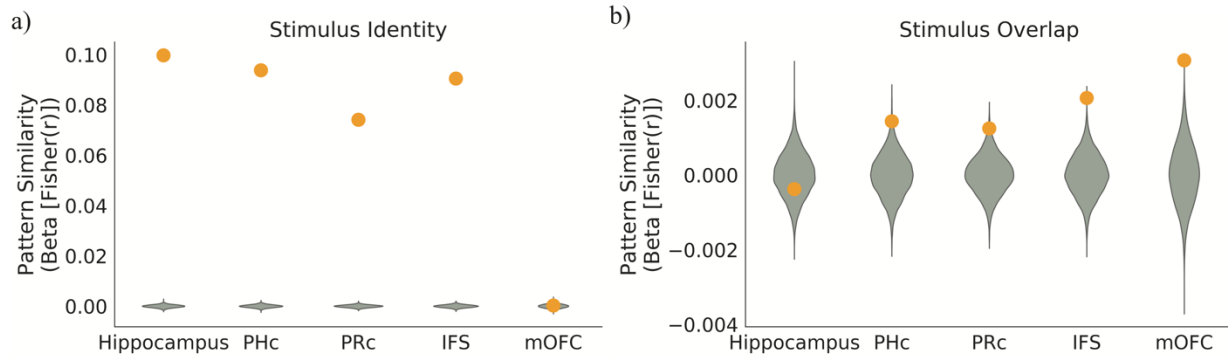 a)
Stimulus Identity
Pattern Similarity
(Beta [Fisher(r)])
0.10
0.08
0.06
0.04
0.02
0.00
Hippocampus PHc PRc IFS mOFC
b)
Stimulus Overlap
Pattern Similarity
(Beta [Fisher(r)])
0.002
0.000
−0.002
−0.004
Hippocampus PHc PRc IFS mOFC